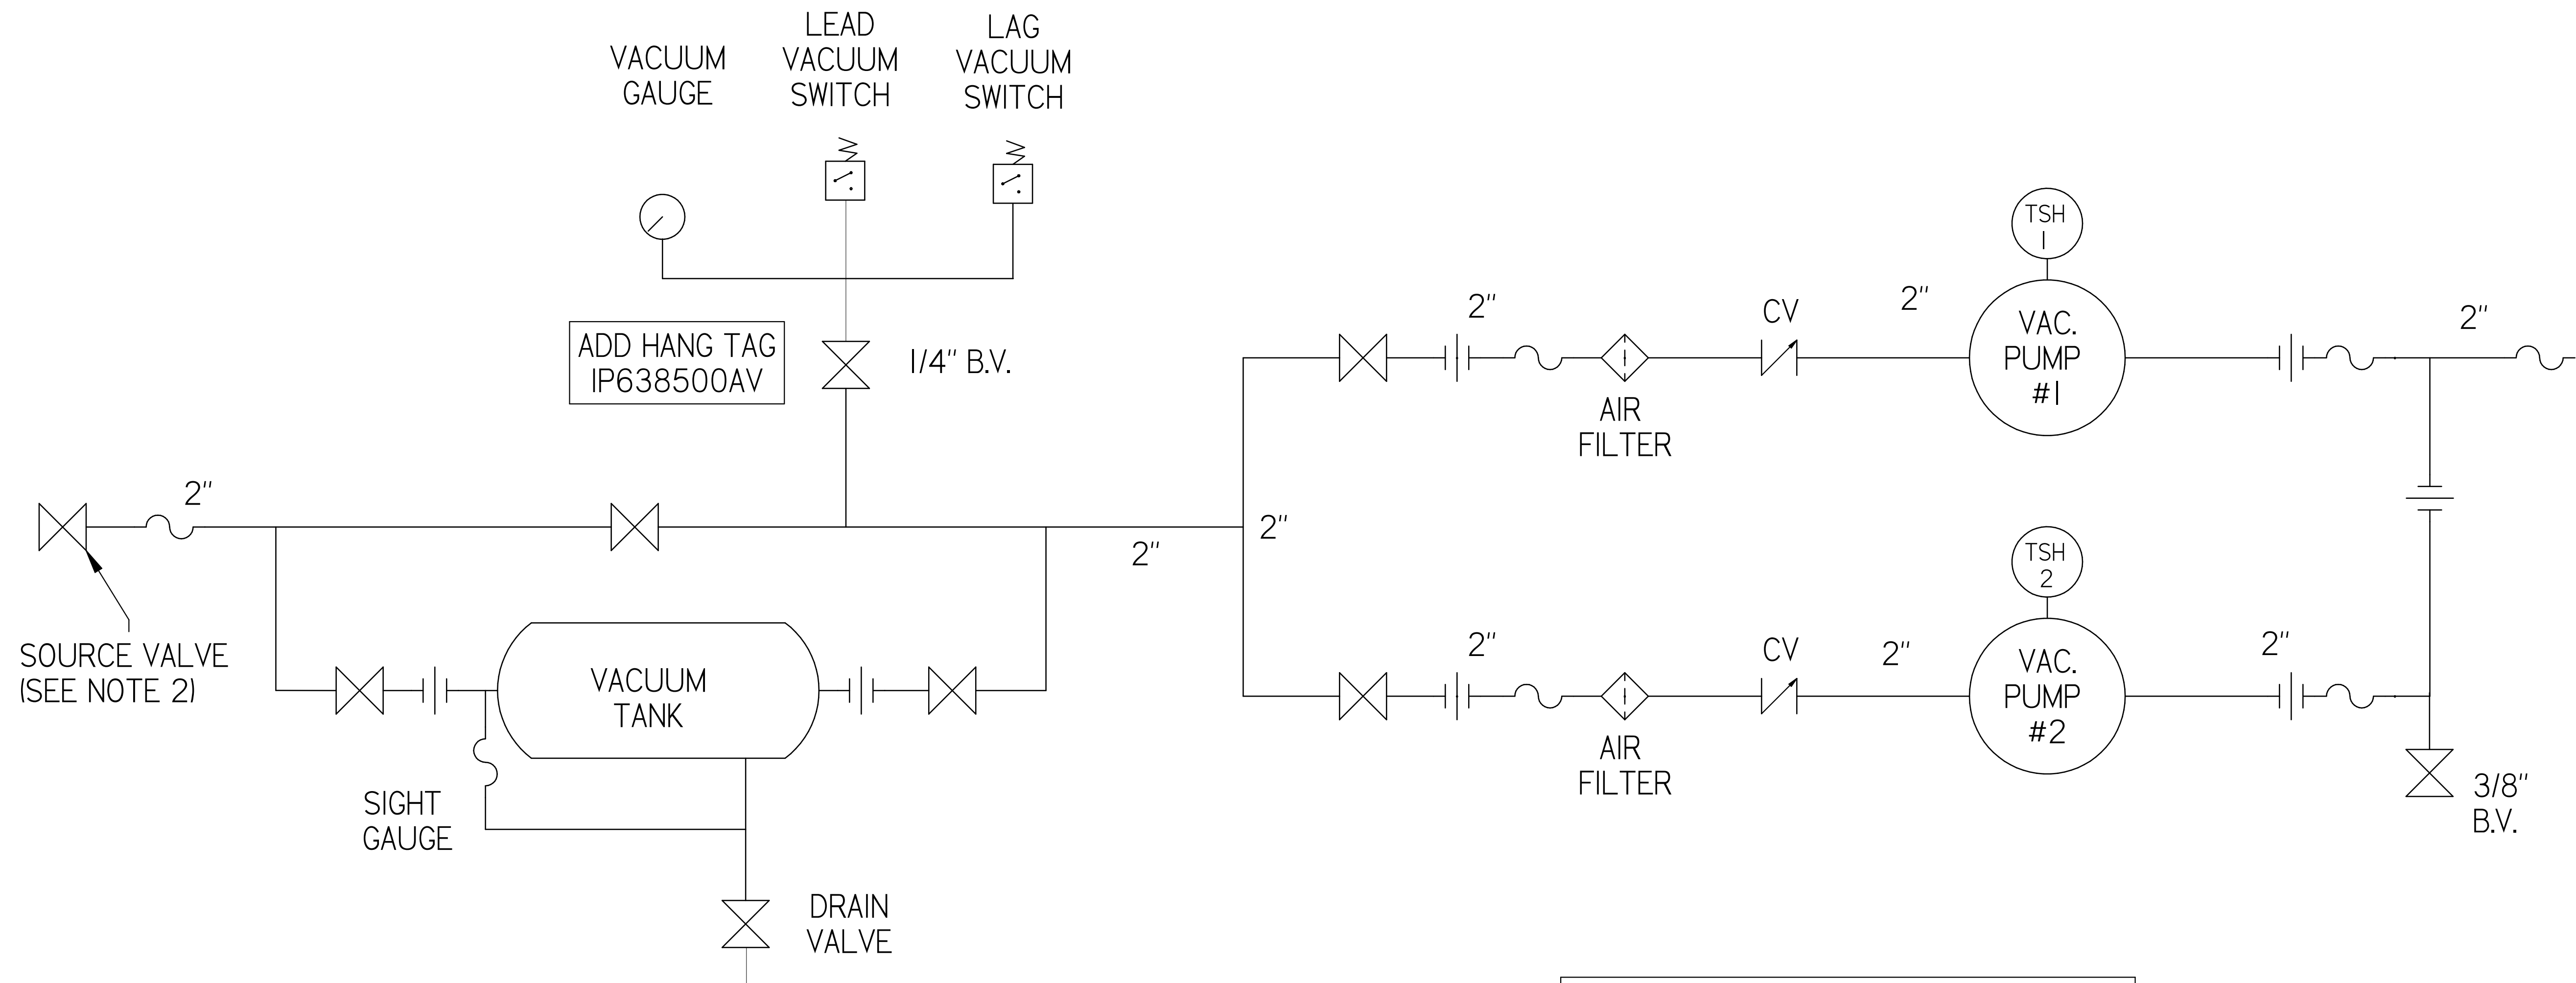 VACUUM
GAUGE
LEAD
VACUUM
SWITCH
LAG
VACUUM
SWITCH
ADD HANG TAG
IP638500AV
1/4" B.V.
2"
SOURCE VALVE
(SEE NOTE 2)
VACUUM
TANK
SIGHT
GAUGE
DRAIN
VALVE
2"
2"
2"
AIR
FILTER
CV
2"
TSH
1
VAC.
PUMP
#1
2"
2"
AIR
FILTER
CV
2"
TSH
2
VAC.
PUMP
#2
2"
3/8"
B.V.